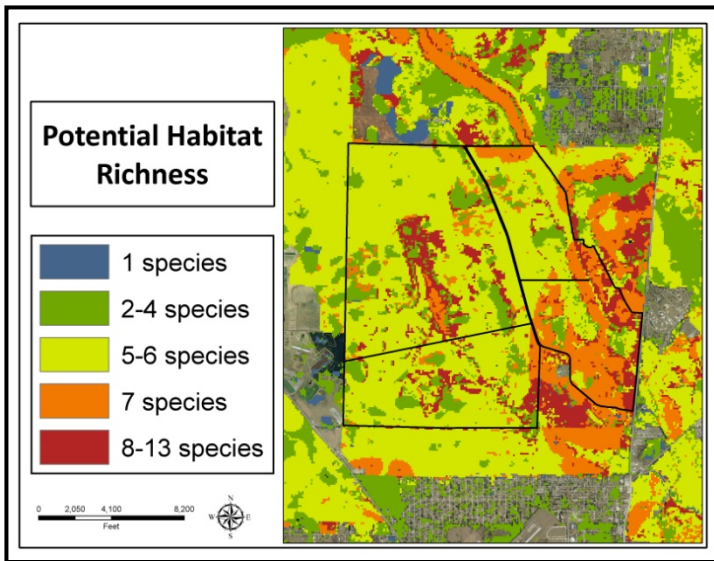 Potential Habitat
Richness
1 species
2-4 species
5-6 species
7 species
8-13 species
0 2,050 4,100 8,200
Feet
N
W E
S